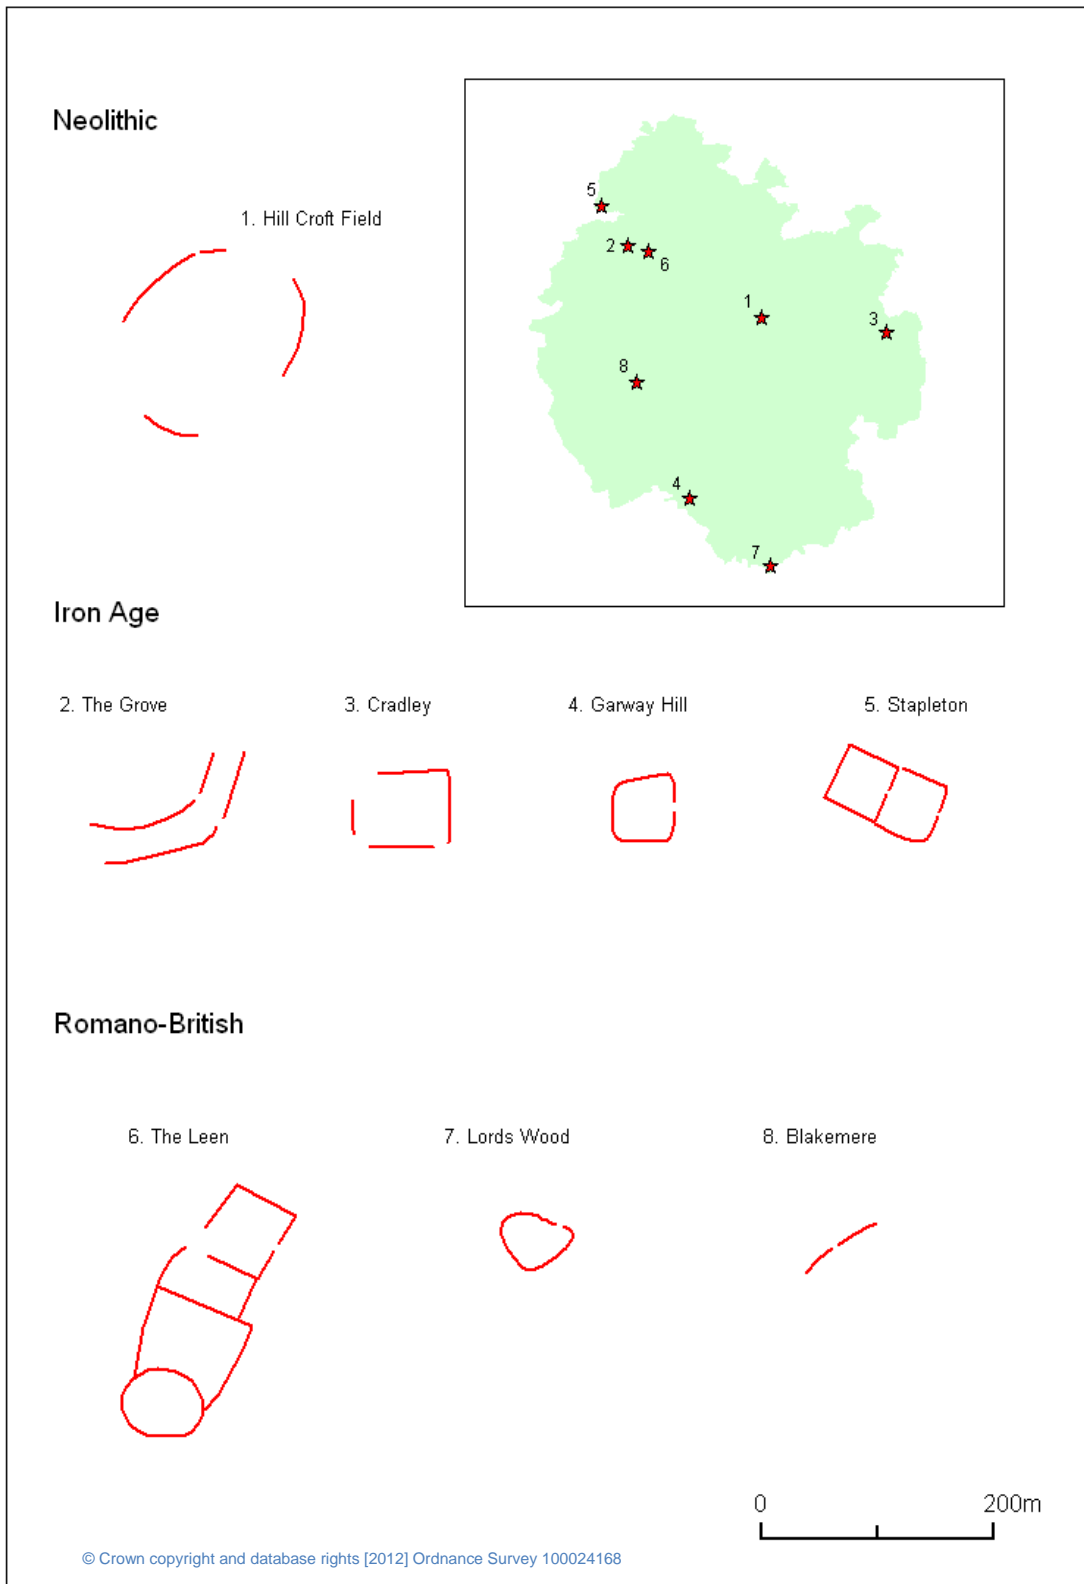 Neolithic
1. Hill Croft Field
5
2
6
1
3
8
4
7
Iron Age
2. The Grove
3. Cradley
4. Garway Hill
5. Stapleton
Romano-British
6. The Leen
7. Lords Wood
8. Blakemere
0 200m
© Crown copyright and database rights [2012] Ordnance Survey 100024168